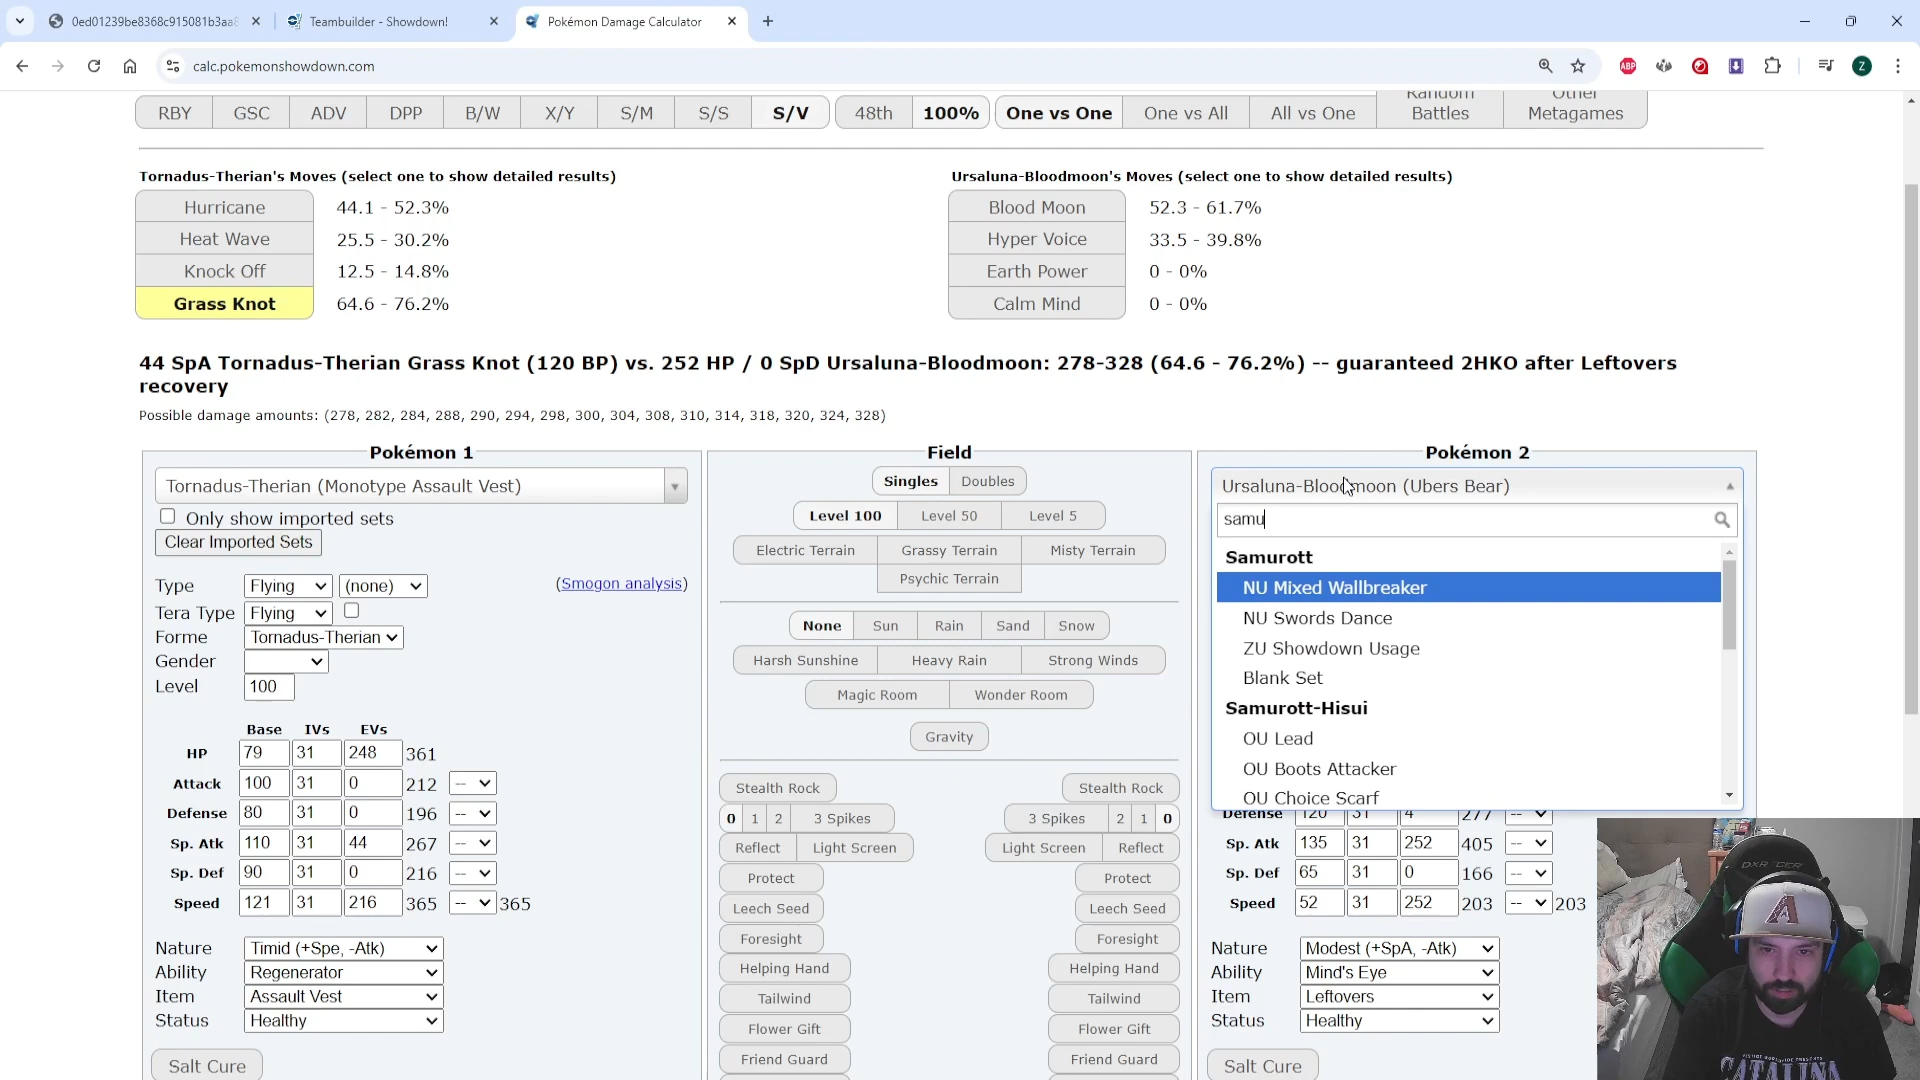 0ed01239be8368c915081b3aa8
Teambuilder - Showdown!
Pokémon Damage Calculator
calc.pokemonshowdown.com
ABP
Z
RBY GSC ADV DPP B/W X/Y S/M S/S S/V 48th 100% One vs One One vs All All vs One Random Battles Other Metagames
Tornadus-Therian's Moves (select one to show detailed results)
Hurricane 44.1 - 52.3%
Heat Wave 25.5 - 30.2%
Knock Off 12.5 - 14.8%
Grass Knot 64.6 - 76.2%
Ursaluna-Bloodmoon's Moves (select one to show detailed results)
Blood Moon 52.3 - 61.7%
Hyper Voice 33.5 - 39.8%
Earth Power 0 - 0%
Calm Mind 0 - 0%
44 SpA Tornadus-Therian Grass Knot (120 BP) vs. 252 HP / 0 SpD Ursaluna-Bloodmoon: 278-328 (64.6 - 76.2%) -- guaranteed 2HKO after Leftovers
recovery
Possible damage amounts: (278, 282, 284, 288, 290, 294, 298, 300, 304, 308, 310, 314, 318, 320, 324, 328)
Pokémon 1
Tornadus-Therian (Monotype Assault Vest)
Only show imported sets
Clear Imported Sets
Type Flying (none) (Smogon analysis)
Tera Type Flying
Forme Tornadus-Therian
Gender
Level 100
Base IVs EVs
HP 79 31 248 361
Attack 100 31 0 212 --
Defense 80 31 0 196 --
Sp. Atk 110 31 44 267 --
Sp. Def 90 31 0 216 --
Speed 121 31 216 365 -- 365
Nature Timid (+Spe, -Atk)
Ability Regenerator
Item Assault Vest
Status Healthy
Salt Cure
Field
Singles Doubles
Level 100 Level 50 Level 5
Electric Terrain Grassy Terrain Misty Terrain
Psychic Terrain
None Sun Rain Sand Snow
Harsh Sunshine Heavy Rain Strong Winds
Magic Room Wonder Room
Gravity
Stealth Rock Stealth Rock
0 1 2 3 Spikes 3 Spikes 2 1 0
Reflect Light Screen Light Screen Reflect
Protect Protect
Leech Seed Leech Seed
Foresight Foresight
Helping Hand Helping Hand
Tailwind Tailwind
Flower Gift Flower Gift
Friend Guard Friend Guard
Pokémon 2
Ursaluna-Bloodmoon (Ubers Bear)
samu
Samurott
NU Mixed Wallbreaker
NU Swords Dance
ZU Showdown Usage
Blank Set
Samurott-Hisui
OU Lead
OU Boots Attacker
OU Choice Scarf
Defense 120 31 4 277 --
Sp. Atk 135 31 252 405 --
Sp. Def 65 31 0 166 --
Speed 52 31 252 203 -- 203
Nature Modest (+SpA, -Atk)
Ability Mind's Eye
Item Leftovers
Status Healthy
Salt Cure
A
CATALINA